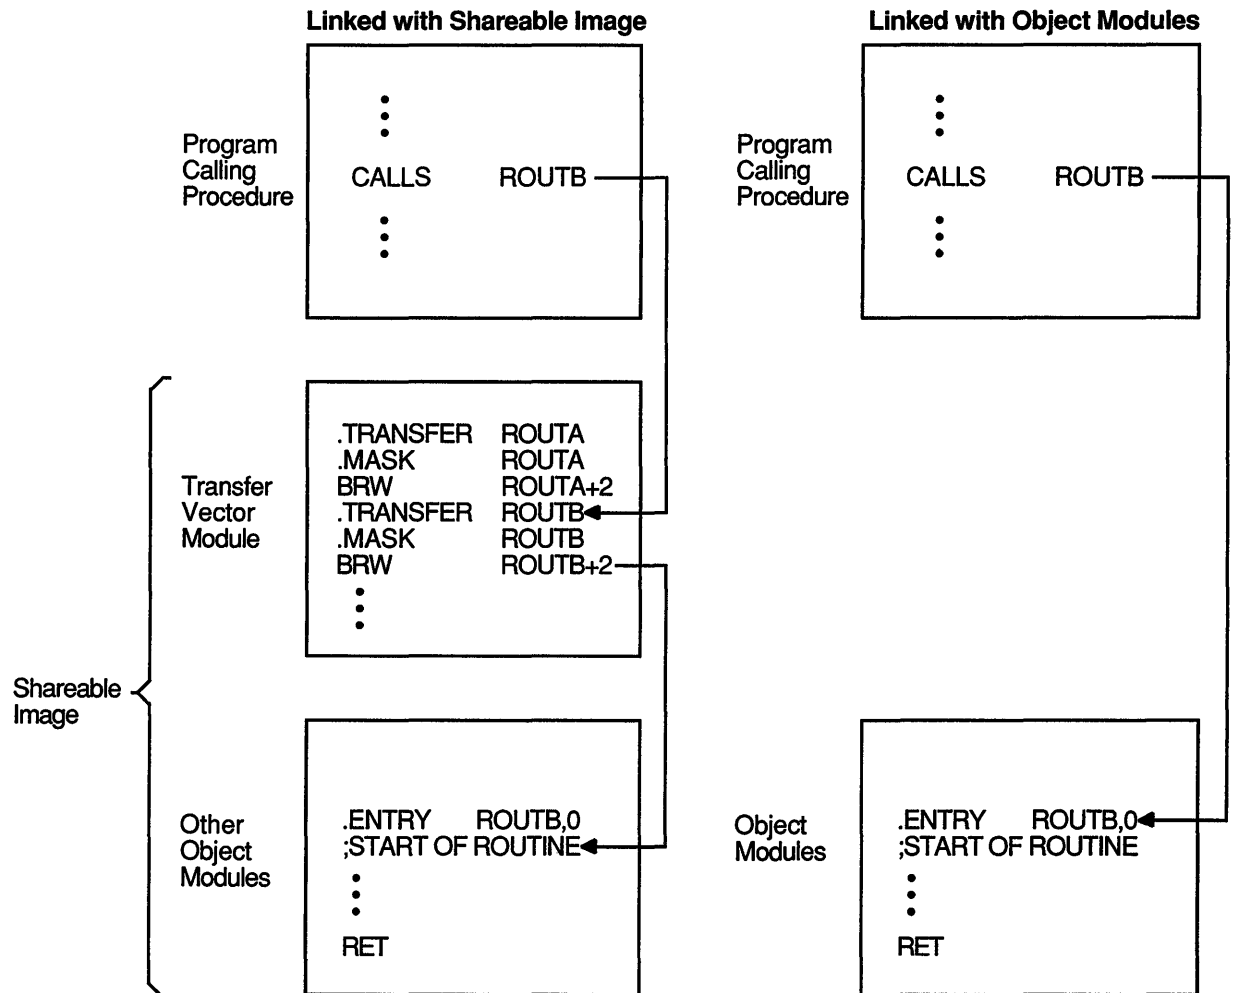 Linked with Shareable Image
Program
Calling
Procedure
CALLS ROUTB
Shareable
Image
Transfer
Vector
Module
.TRANSFER ROUTA
.MASK ROUTA
BRW ROUTA+2
.TRANSFER ROUTB
.MASK ROUTB
BRW ROUTB+2
Other
Object
Modules
.ENTRY ROUTB,0
;START OF ROUTINE
RET
Linked with Object Modules
Program
Calling
Procedure
CALLS ROUTB
Object
Modules
.ENTRY ROUTB,0
;START OF ROUTINE
RET